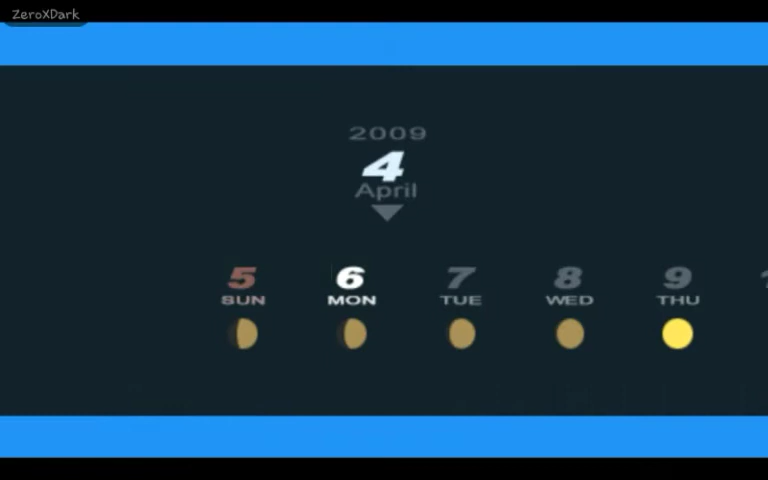 ZeroXDark
2009
4
April
5 6 7 8 9
SUN MON TUE WED THU